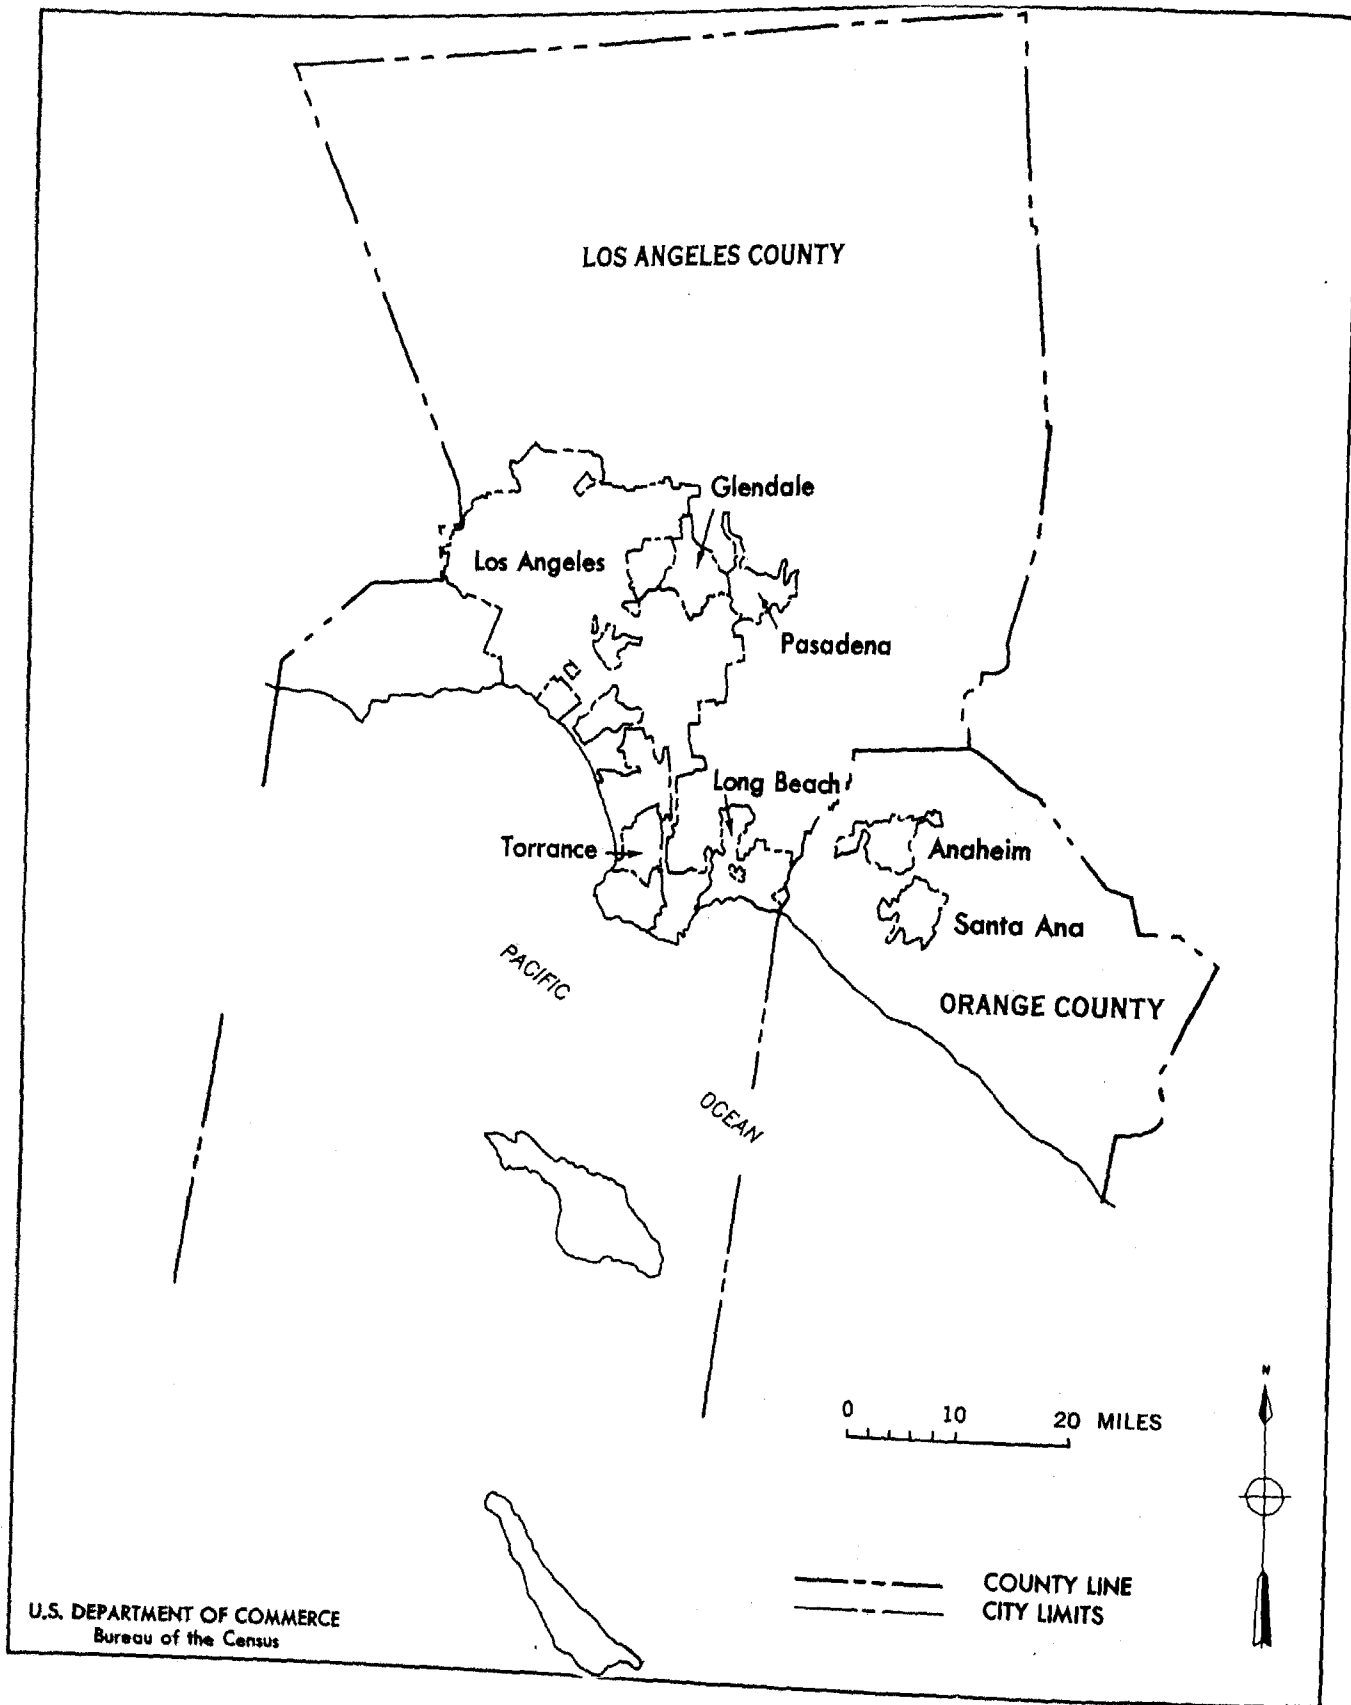 LOS ANGELES COUNTY
Glendale
Los Angeles
Pasadena
Long Beach
Torrance
Anaheim
Santa Ana
PACIFIC
ORANGE COUNTY
OCEAN
N
0 10 20 MILES
COUNTY LINE
CITY LIMITS
U.S. DEPARTMENT OF COMMERCE
Bureau of the Census